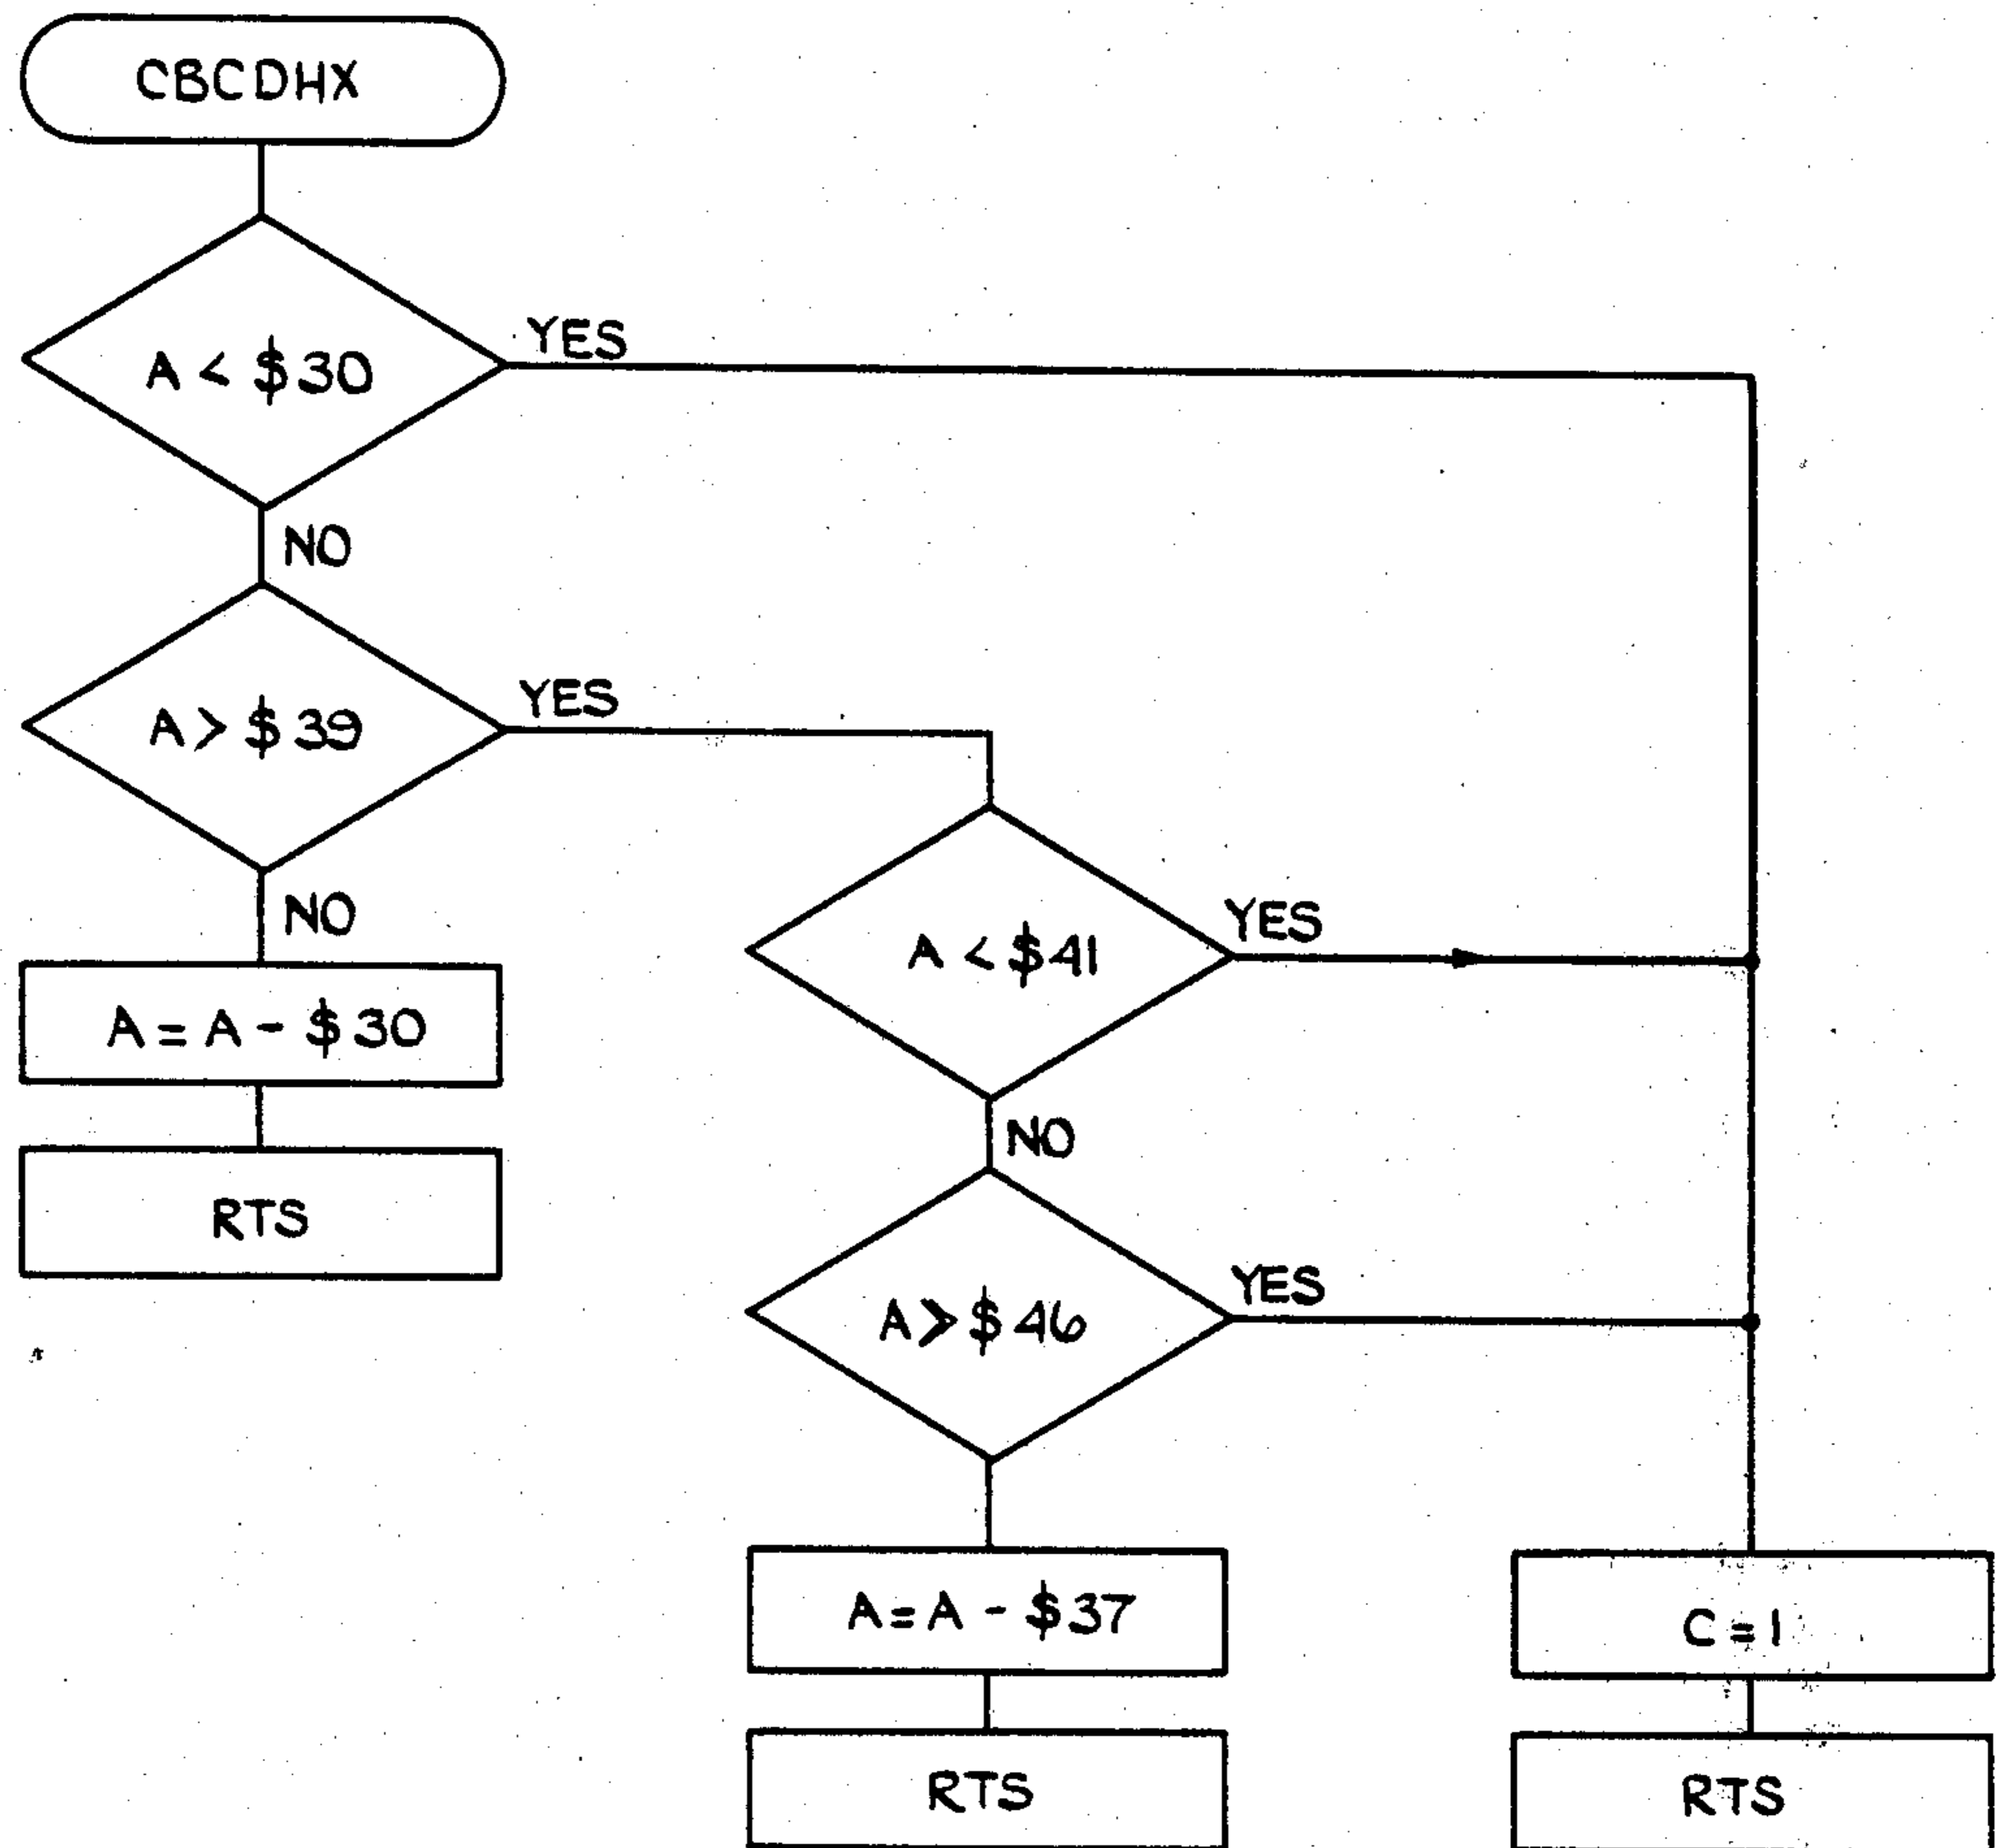 CBCDHX
A < $30
YES
NO
A > $39
YES
NO
A = A - $30
RTS
A < $41
YES
NO
A > $46
YES
A = A - $37
RTS
C = 1
RTS